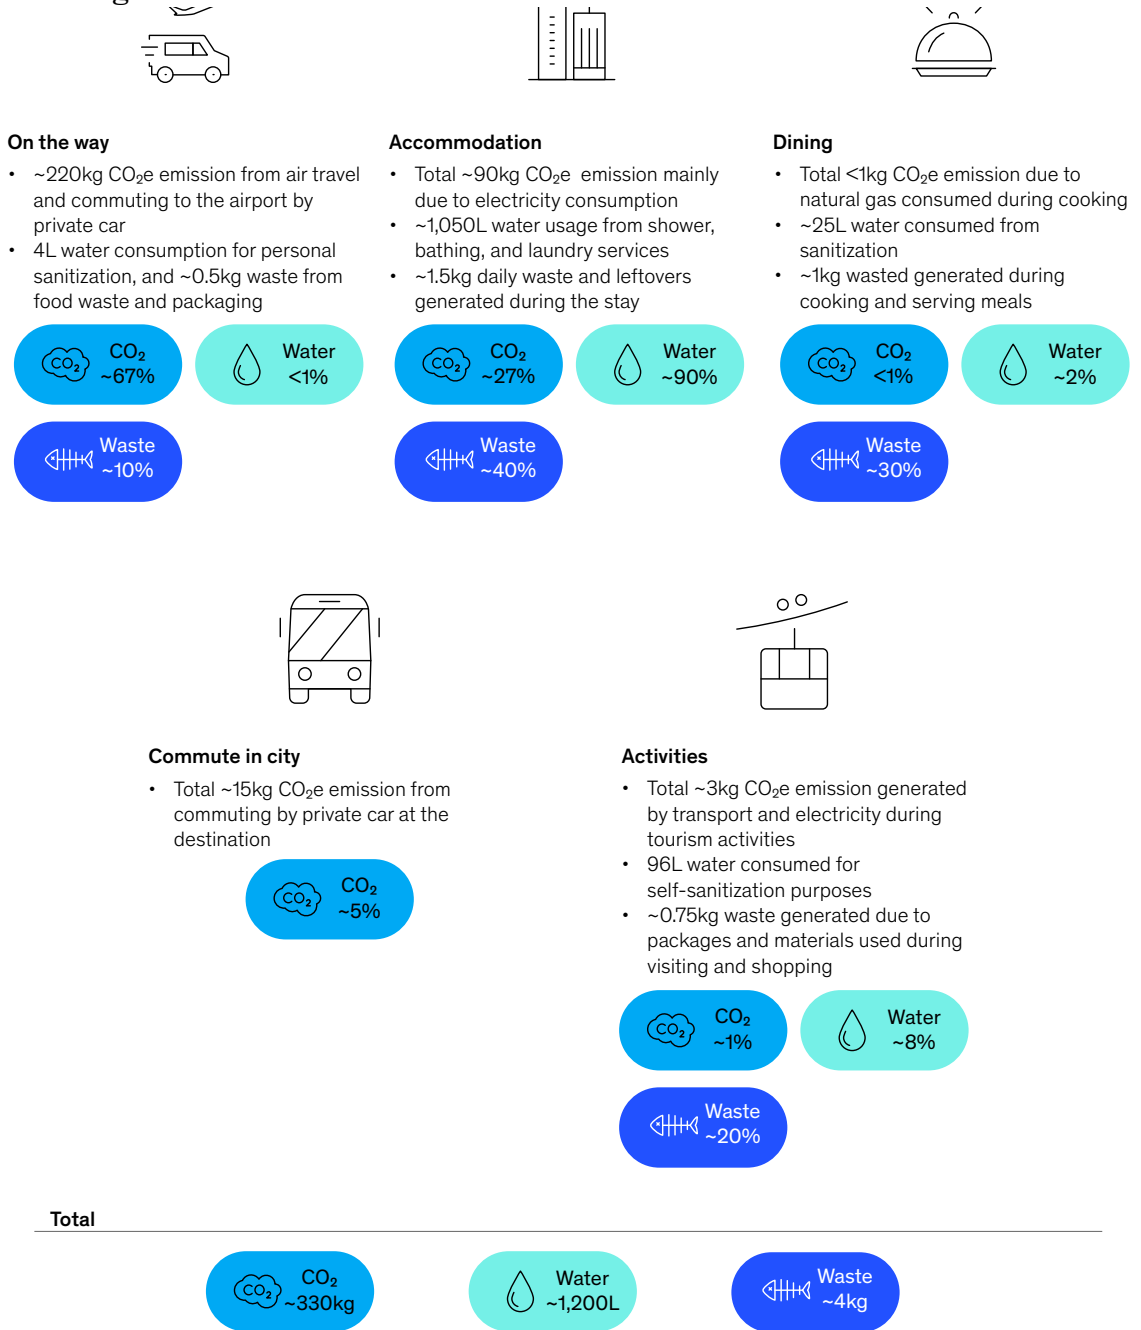 On the way
• ~220kg CO₂e emission from air travel
and commuting to the airport by
private car
• 4L water consumption for personal
sanitization, and ~0.5kg waste from
food waste and packaging
CO₂
CO₂
~67%
Water
<1%
Waste
~10%
Accommodation
• Total ~90kg CO₂e emission mainly
due to electricity consumption
• ~1,050L water usage from shower,
bathing, and laundry services
• ~1.5kg daily waste and leftovers
generated during the stay
CO₂
CO₂
~27%
Water
~90%
Waste
~40%
Dining
• Total <1kg CO₂e emission due to
natural gas consumed during cooking
• ~25L water consumed from
sanitization
• ~1kg wasted generated during
cooking and serving meals
CO₂
CO₂
<1%
Water
~2%
Waste
~30%
Commute in city
• Total ~15kg CO₂e emission from
commuting by private car at the
destination
CO₂
CO₂
~5%
Activities
• Total ~3kg CO₂e emission generated
by transport and electricity during
tourism activities
• 96L water consumed for
self-sanitization purposes
• ~0.75kg waste generated due to
packages and materials used during
visiting and shopping
CO₂
CO₂
~1%
Water
~8%
Waste
~20%
Total
CO₂
CO₂
~330kg
Water
~1,200L
Waste
~4kg